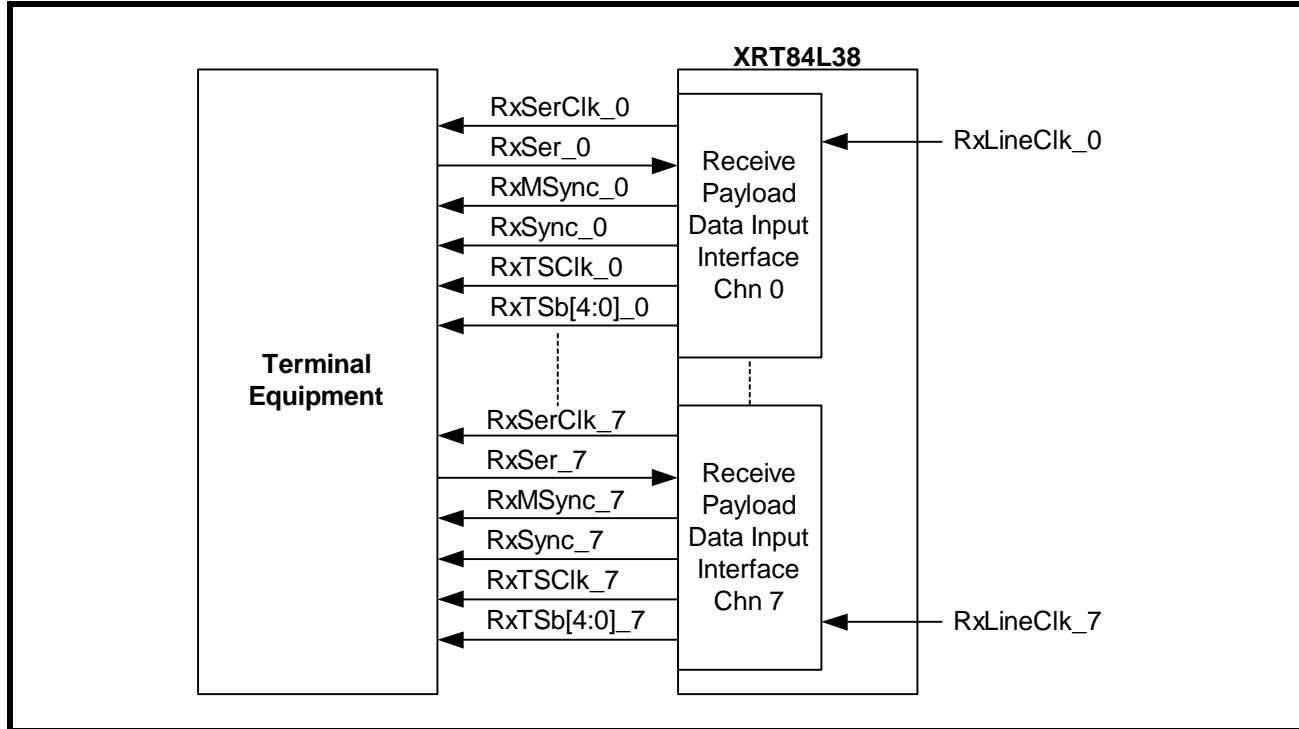 XRT84L38
RxSerClk_0
RxSer_0
RxMSync_0
RxSync_0
RxTSClk_0
RxTSb[4:0]_0
Receive
Payload
Data Input
Interface
Chn 0
RxLineClk_0
Terminal
Equipment
RxSerClk_7
RxSer_7
RxMSync_7
RxSync_7
RxTSClk_7
RxTSb[4:0]_7
Receive
Payload
Data Input
Interface
Chn 7
RxLineClk_7